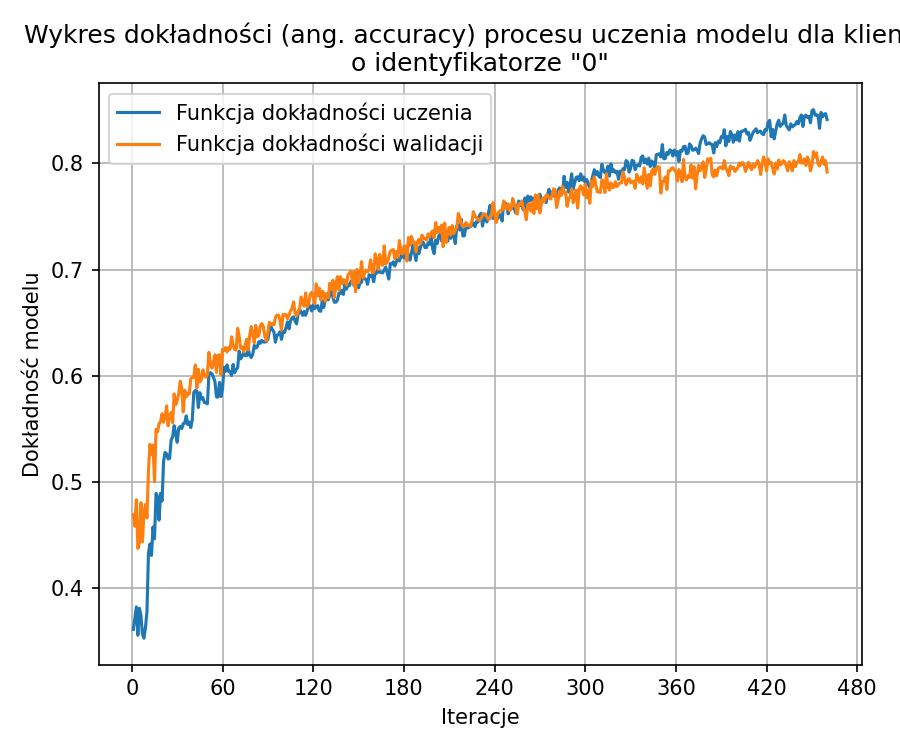 Wykres dokładności (ang. accuracy) procesu uczenia modelu dla klien
o identyfikatorze "0"
Funkcja dokładności uczenia
Funkcja dokładności walidacji
Dokładność modelu
0.8
0.7
0.6
0.5
0.4
0 60 120 180 240 300 360 420 480
Iteracje